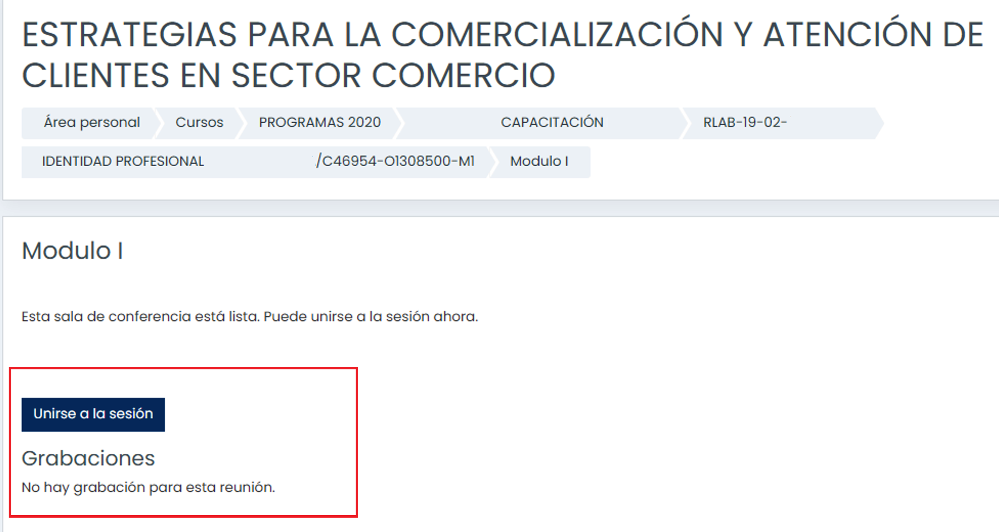 ESTRATEGIAS PARA LA COMERCIALIZACIÓN Y ATENCIÓN DE
CLIENTES EN SECTOR COMERCIO
Área personal Cursos PROGRAMAS 2020 CAPACITACIÓN RLAB-19-02-
IDENTIDAD PROFESIONAL /C46954-O1308500-M1 Modulo I
Modulo I
Esta sala de conferencia está lista. Puede unirse a la sesión ahora.
Unirse a la sesión
Grabaciones
No hay grabación para esta reunión.